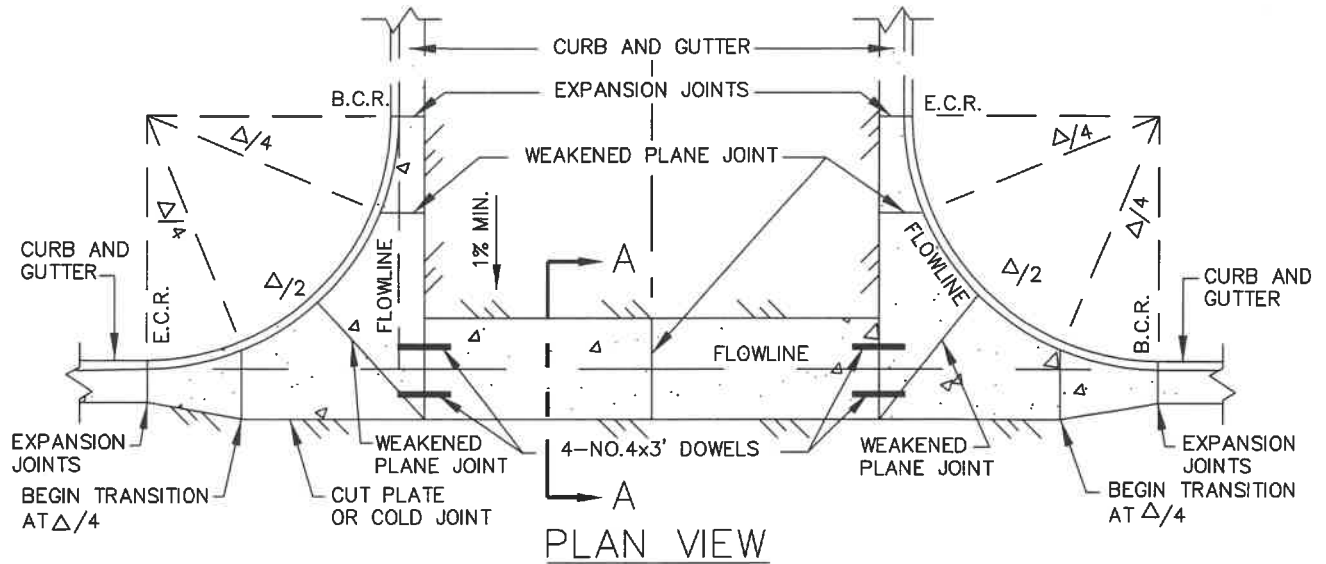 CURB AND GUTTER
B.C.R.
EXPANSION JOINTS
E.C.R.
Δ/4
Δ/4
WEAKENED PLANE JOINT
Δ/4
Δ/4
1% MIN.
CURB AND
GUTTER
E.C.R.
Δ/2
FLOWLINE
A
FLOWLINE
Δ/2
B.C.R.
CURB AND
GUTTER
FLOWLINE
EXPANSION
JOINTS
WEAKENED
PLANE JOINT
4-NO.4x3' DOWELS
WEAKENED
PLANE JOINT
EXPANSION
JOINTS
BEGIN TRANSITION
AT Δ/4
CUT PLATE
OR COLD JOINT
A
BEGIN TRANSITION
AT Δ/4
PLAN VIEW